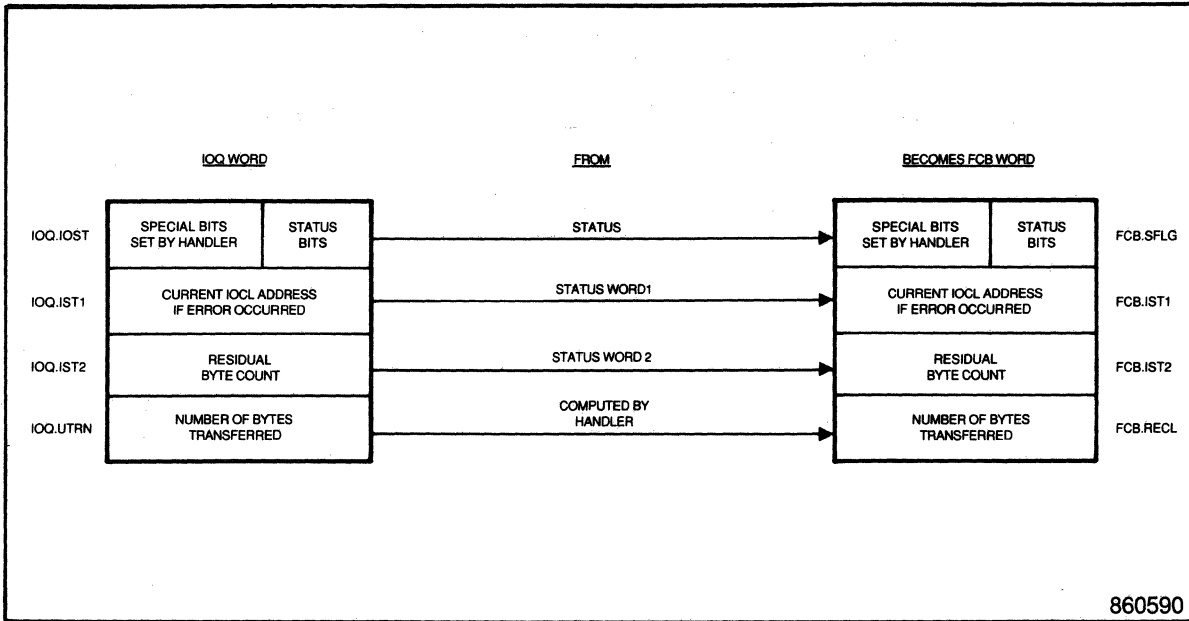 IOQ WORD
FROM
BECOMES FCB WORD
IOQ.IOST
SPECIAL BITS
SET BY HANDLER
STATUS
BITS
STATUS
SPECIAL BITS
SET BY HANDLER
STATUS
BITS
FCB.SFLG
IOQ.IST1
CURRENT IOCL ADDRESS
IF ERROR OCCURRED
STATUS WORD1
CURRENT IOCL ADDRESS
IF ERROR OCCURRED
FCB.IST1
IOQ.IST2
RESIDUAL
BYTE COUNT
STATUS WORD 2
RESIDUAL
BYTE COUNT
FCB.IST2
IOQ.UTRN
NUMBER OF BYTES
TRANSFERRED
COMPUTED BY
HANDLER
NUMBER OF BYTES
TRANSFERRED
FCB.RECL
860590